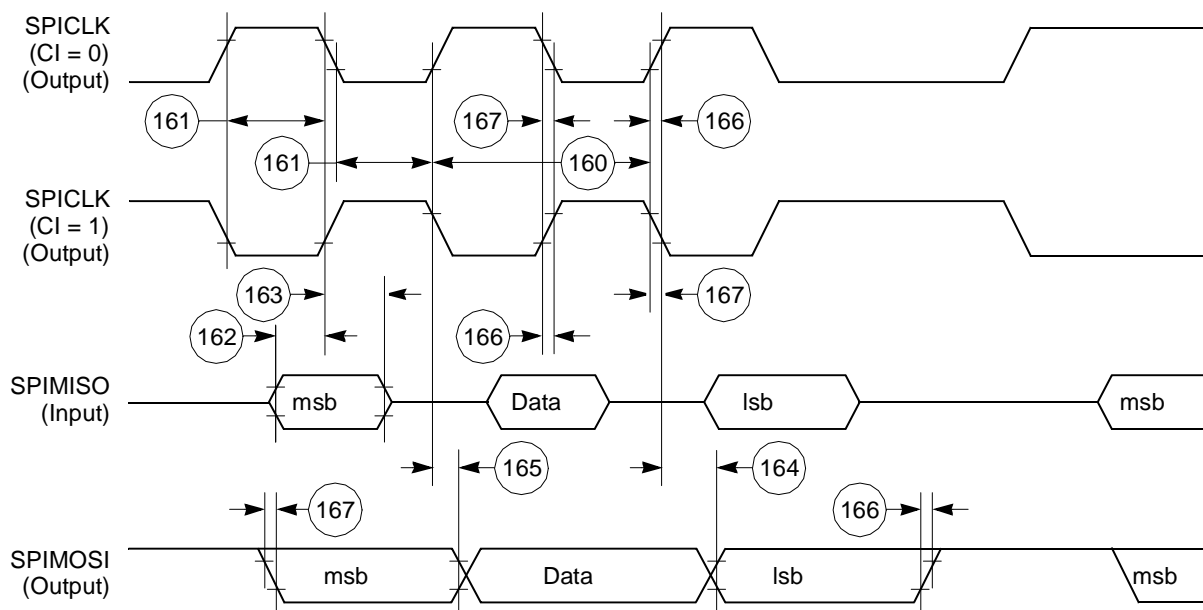 SPICLK
(CI = 0)
(Output)
161
167
166
161
160
SPICLK
(CI = 1)
(Output)
163
167
162
166
SPIMISO
(Input)
msb
Data
lsb
msb
165
164
167
166
SPIMOSI
(Output)
msb
Data
lsb
msb